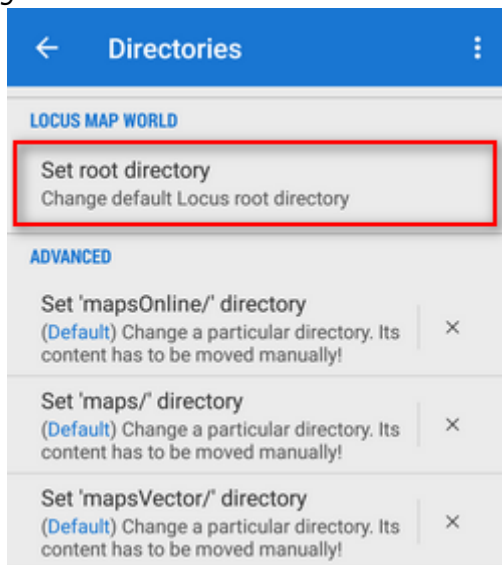 Directories
LOCUS MAP WORLD
Set root directory
Change default Locus root directory
ADVANCED
Set 'mapsOnline/' directory
(Default) Change a particular directory. Its
content has to be moved manually!
Set 'maps/' directory
(Default) Change a particular directory. Its
content has to be moved manually!
Set 'mapsVector/' directory
(Default) Change a particular directory. Its
content has to be moved manually!